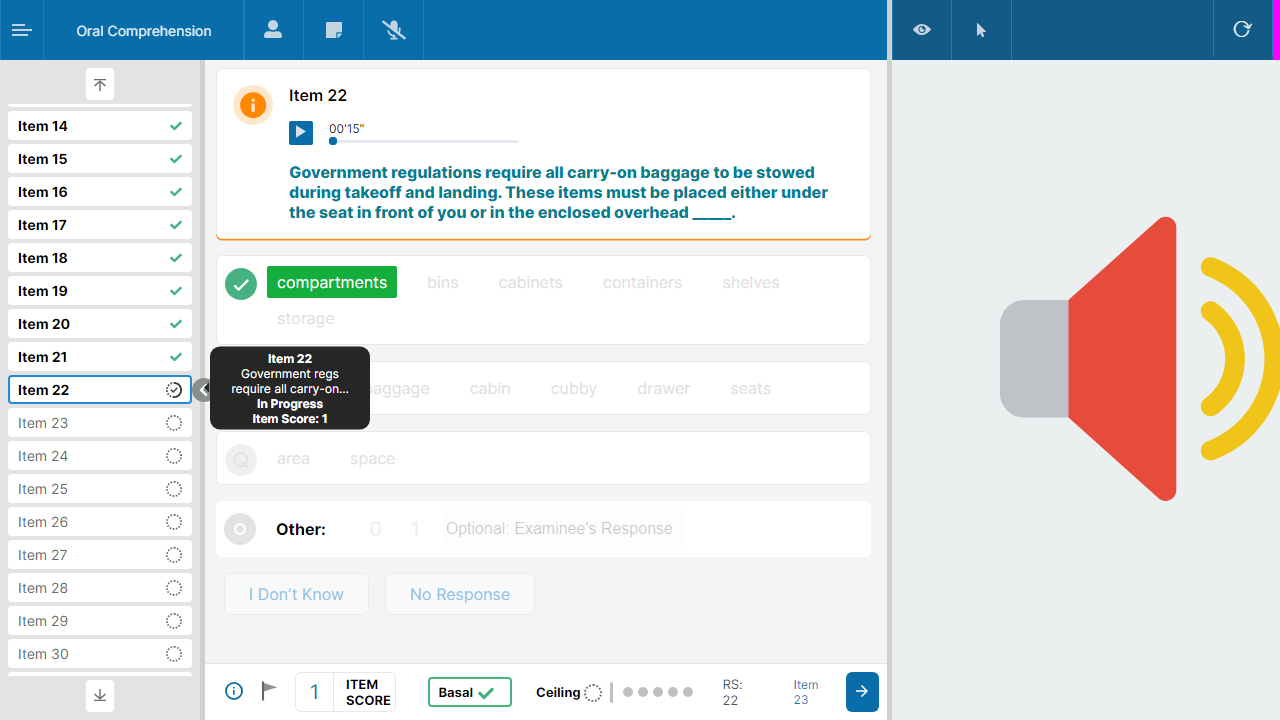 Oral Comprehension
Item 14
Item 15
Item 16
Item 17
Item 18
Item 19
Item 20
Item 21
Item 22
Item 23
Item 24
Item 25
Item 26
Item 27
Item 28
Item 29
Item 30
Item 22
00'15"
Government regulations require all carry-on baggage to be stowed
during takeoff and landing. These items must be placed either under
the seat in front of you or in the enclosed overhead _____.
compartments bins cabinets containers shelves
storage
Item 22
Government regs
require all carry-on...
In Progress
Item Score: 1
baggage cabin cubby drawer seats
Q area space
Other: 0 1 Optional: Examinee's Response
I Don't Know No Response
1 ITEM
SCORE
Basal
Ceiling
RS:
22
Item
23